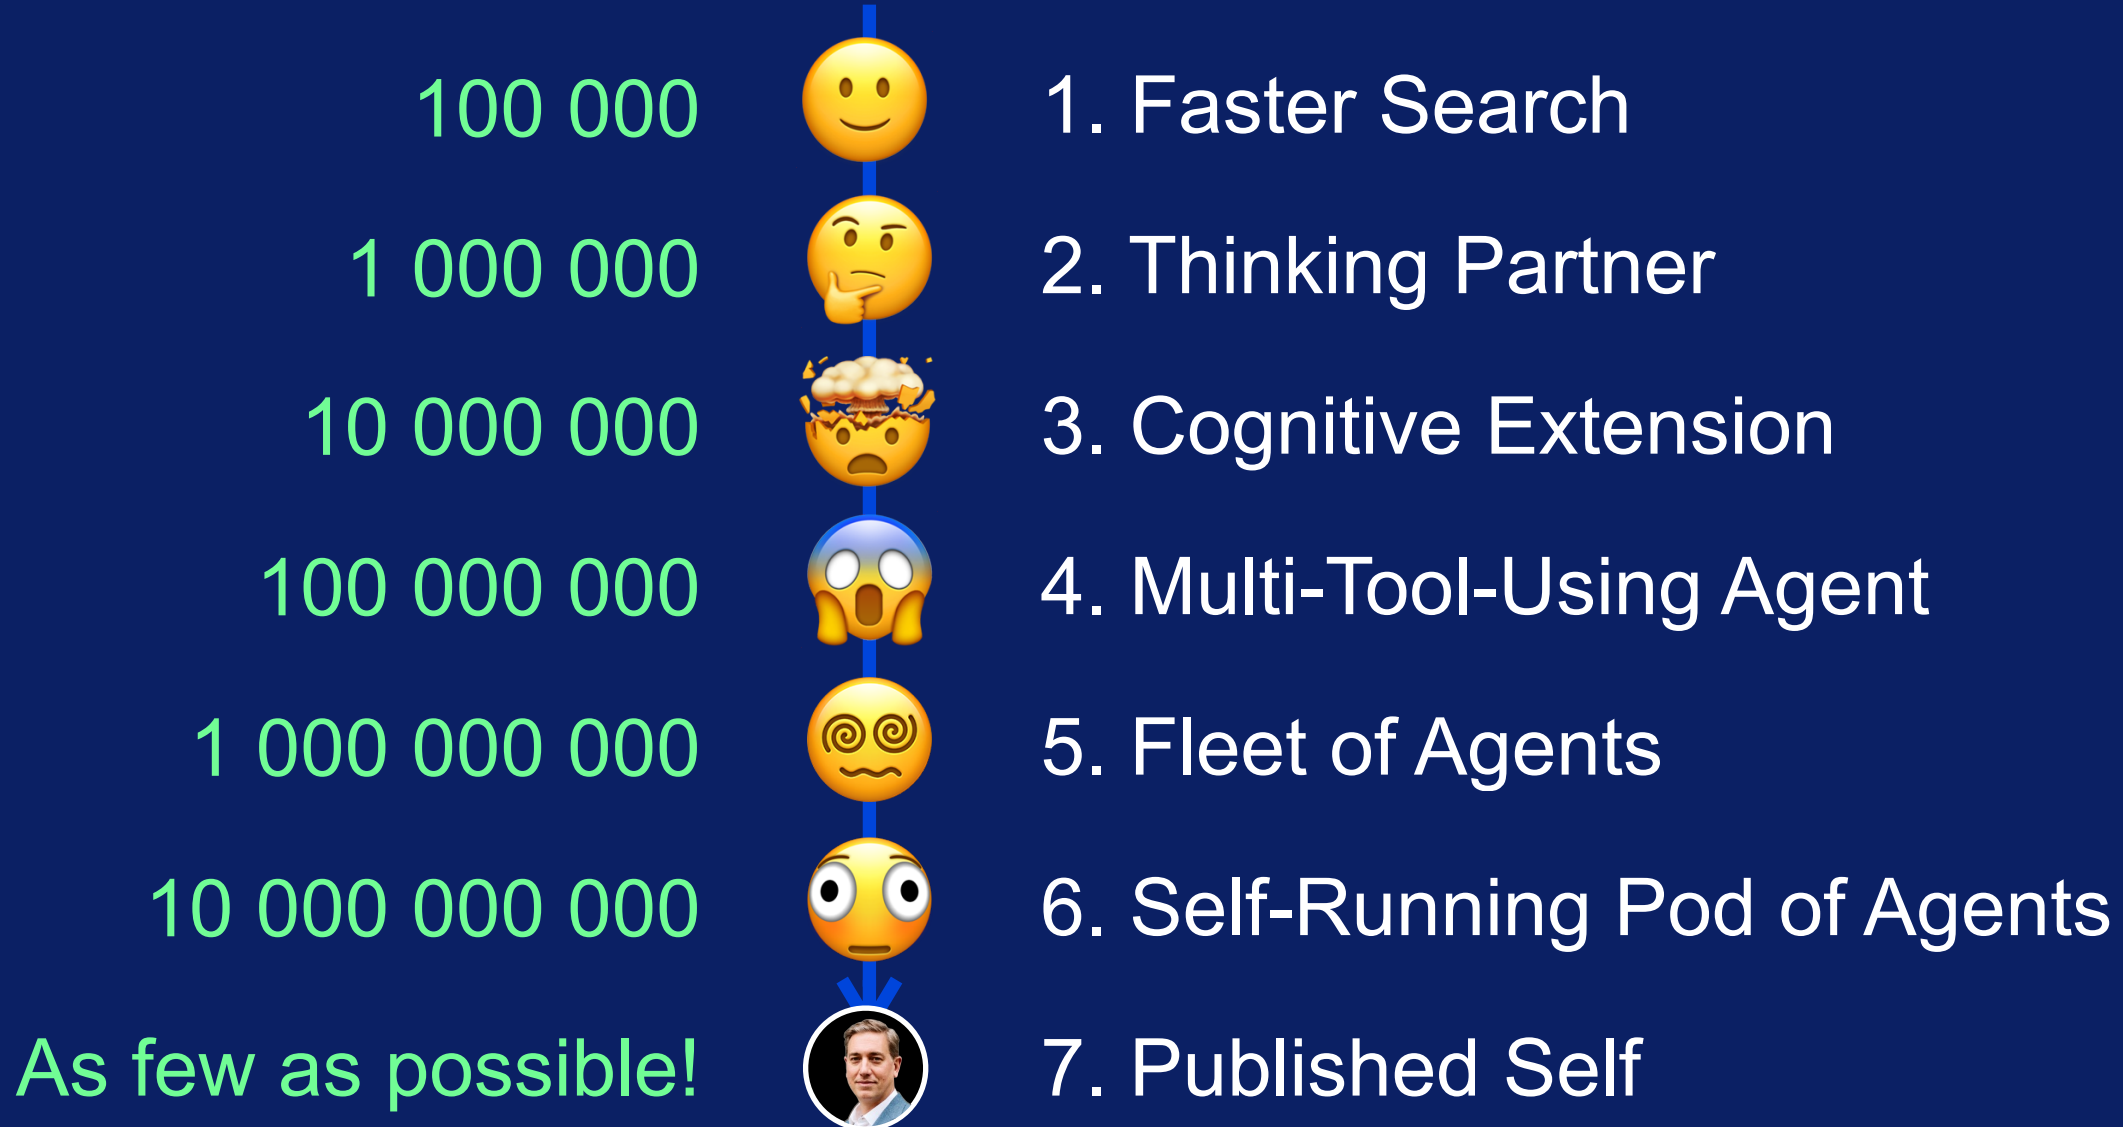 100 000 1. Faster Search
1 000 000 2. Thinking Partner
10 000 000 3. Cognitive Extension
100 000 000 4. Multi-Tool-Using Agent
1 000 000 000 5. Fleet of Agents
10 000 000 000 6. Self-Running Pod of Agents
As few as possible! 7. Published Self